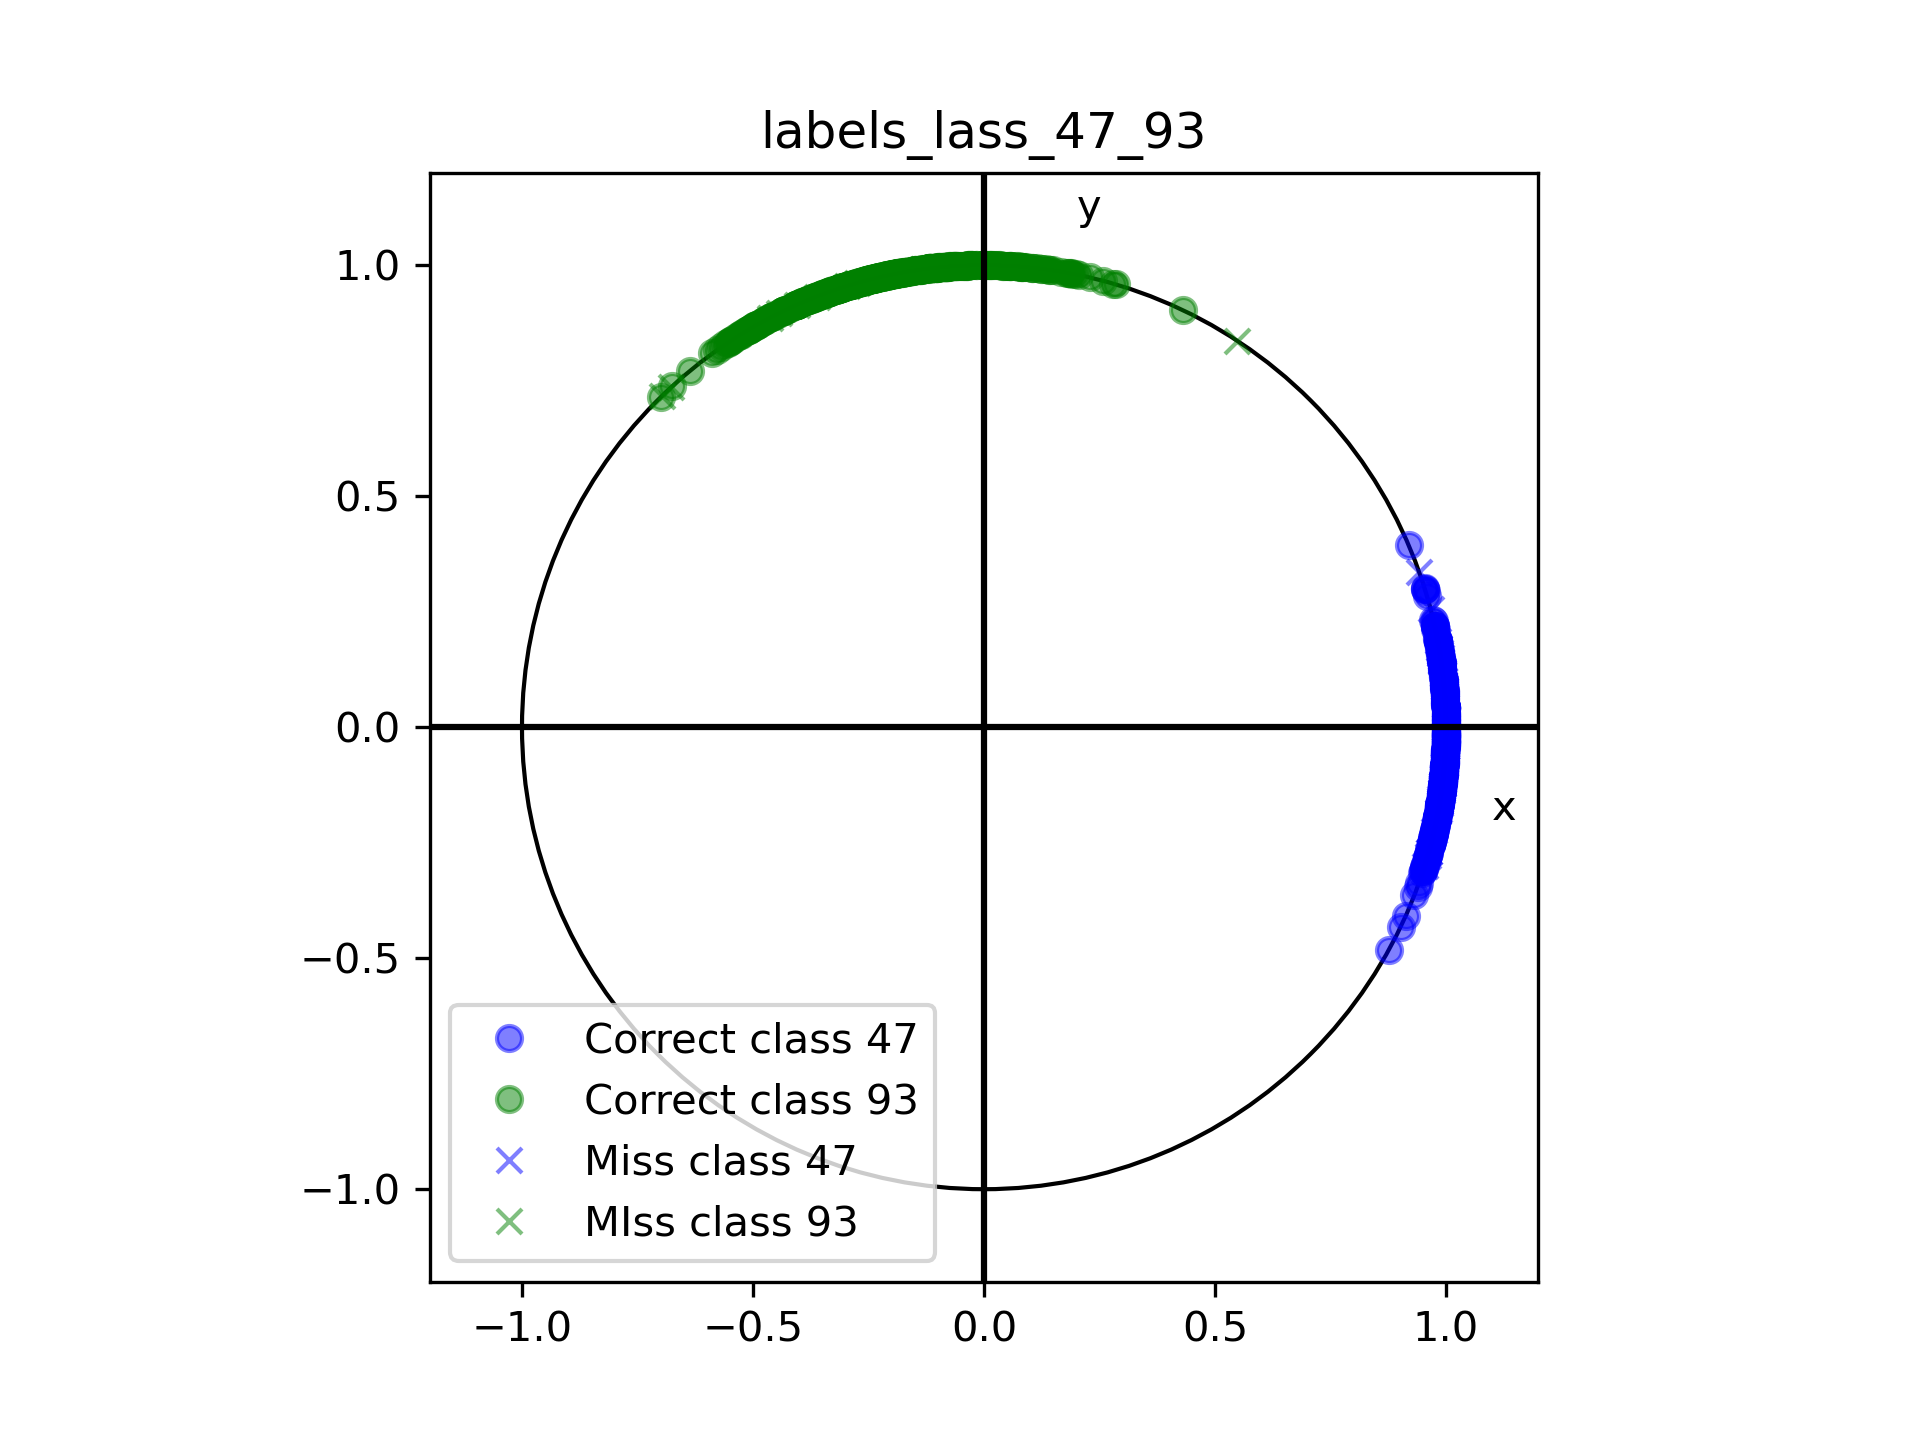 labels_lass_47_93
y
1.0
0.5
0.0
x
−0.5
−1.0
Correct class 47
Correct class 93
Miss class 47
MIss class 93
−1.0 −0.5 0.0 0.5 1.0